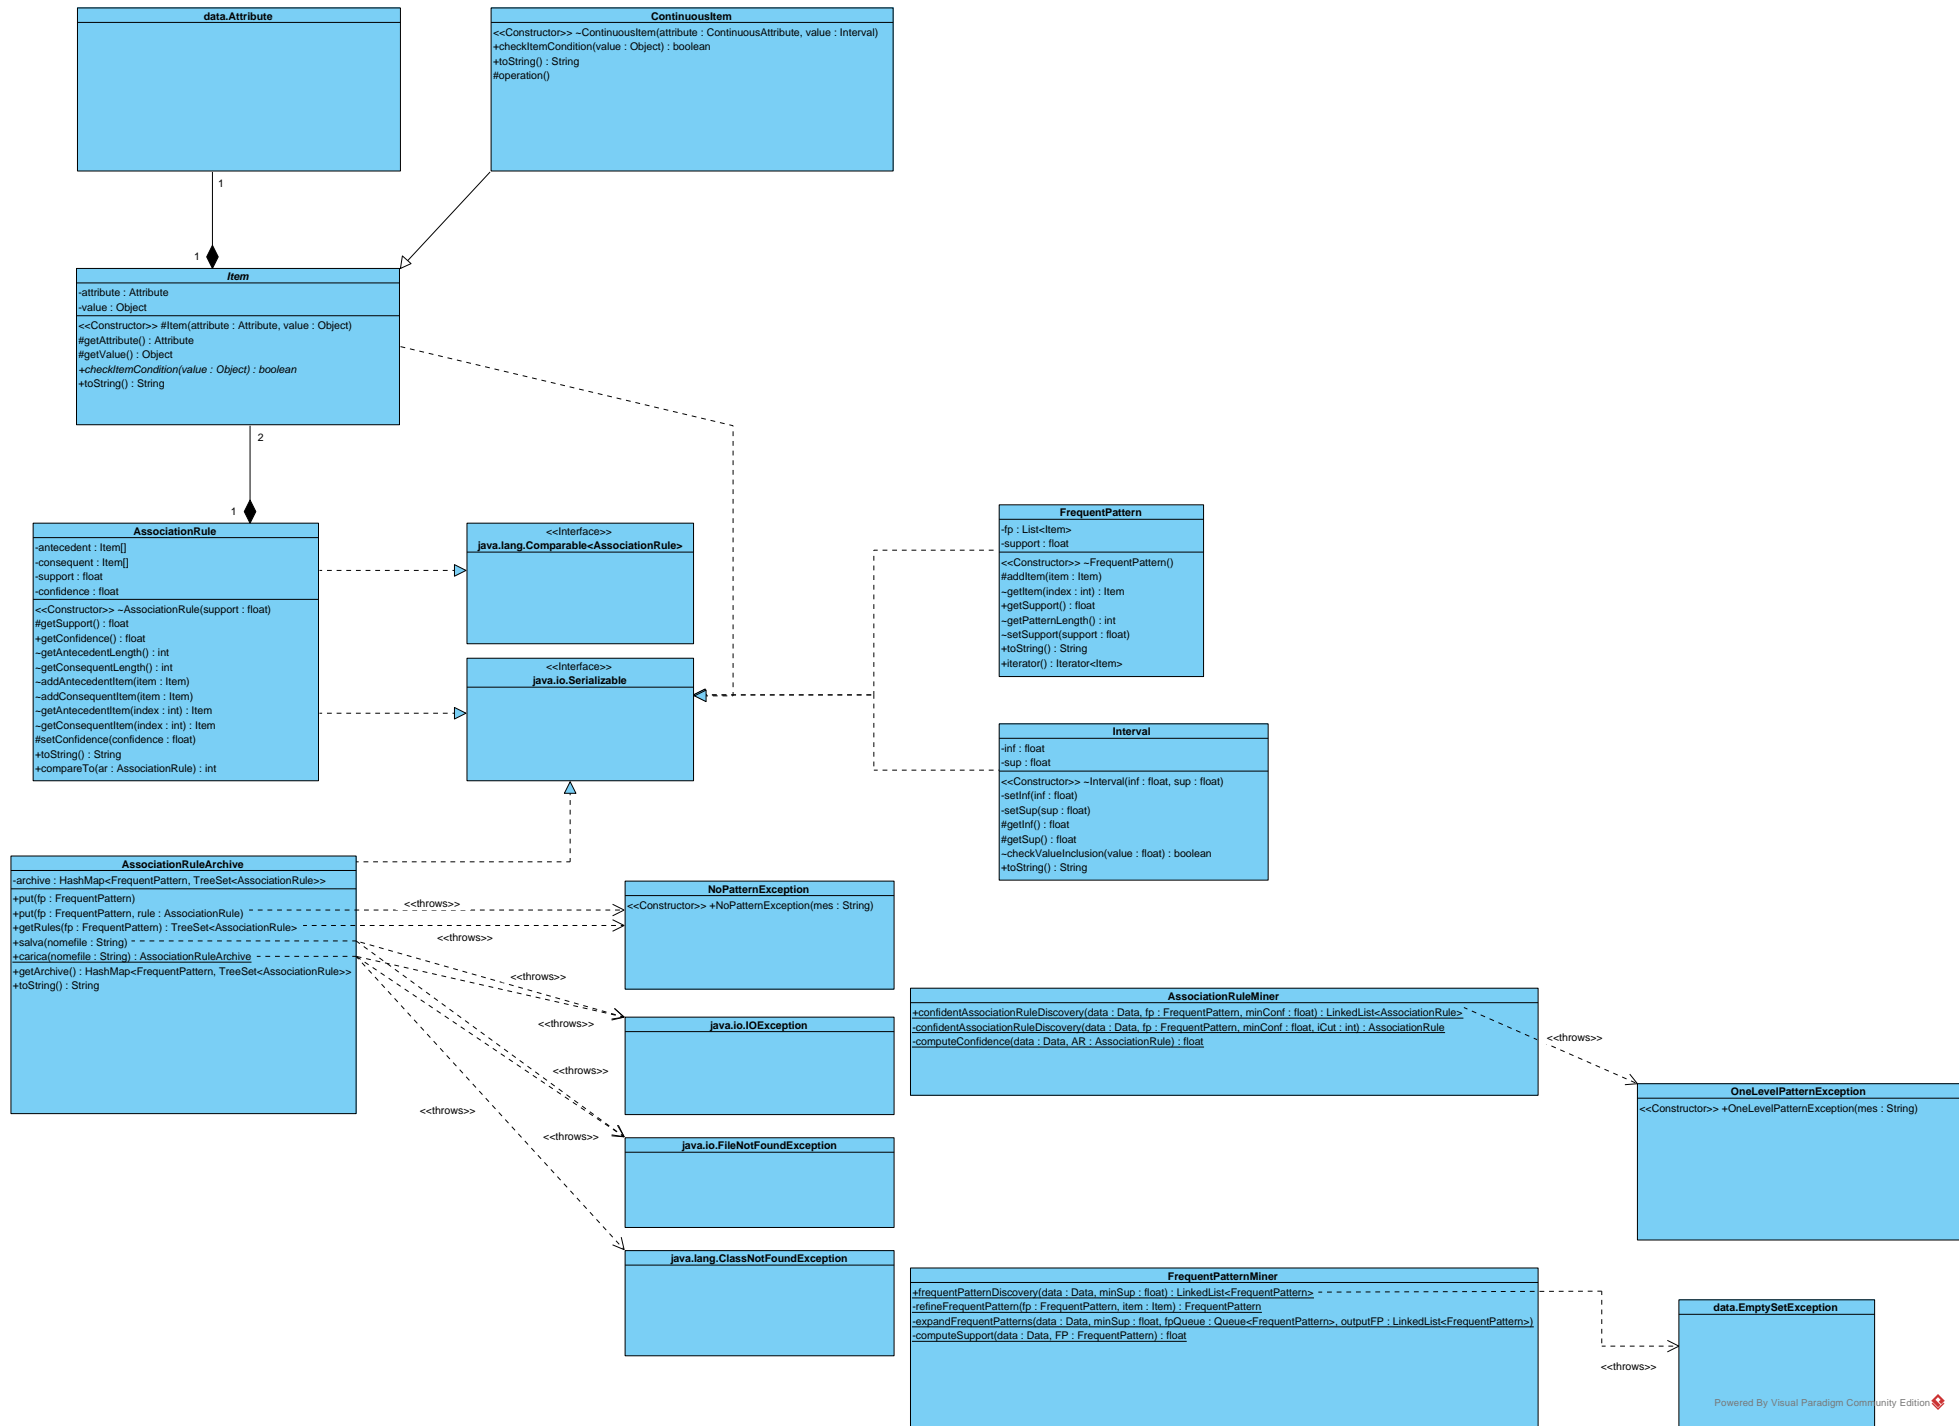 data.Attribute
ContinuousItem
<<Constructor>> ~ContinuousItem(attribute : ContinuousAttribute, value : Interval)
+checkItemCondition(value : Object) : boolean
+toString() : String
#operation()
1
1
Item
-attribute : Attribute
-value : Object
<<Constructor>> #Item(attribute : Attribute, value : Object)
#getAttribute() : Attribute
#getValue() : Object
+checkItemCondition(value : Object) : boolean
+toString() : String
2
1
AssociationRule
-antecedent : Item[]
-consequent : Item[]
-support : float
-confidence : float
<<Constructor>> ~AssociationRule(support : float)
#getSupport() : float
+getConfidence() : float
~getAntecedentLength() : int
~getConsequentLength() : int
~addAntecedentItem(item : Item)
~addConsequentItem(item : Item)
~getAntecedentItem(index : int) : Item
~getConsequentItem(index : int) : Item
#setConfidence(confidence : float)
+toString() : String
+compareTo(ar : AssociationRule) : int
<<Interface>>
java.lang.Comparable<AssociationRule>
<<Interface>>
java.io.Serializable
FrequentPattern
-fp : List<Item>
-support : float
<<Constructor>> ~FrequentPattern()
#addItem(item : Item)
~getItem(index : int) : Item
+getSupport() : float
~getPatternLength() : int
~setSupport(support : float)
+toString() : String
+iterator() : Iterator<Item>
Interval
-inf : float
-sup : float
<<Constructor>> ~Interval(inf : float, sup : float)
-setInf(inf : float)
-setSup(sup : float)
#getInf() : float
#getSup() : float
~checkValueInclusion(value : float) : boolean
+toString() : String
AssociationRuleArchive
-archive : HashMap<FrequentPattern, TreeSet<AssociationRule>>
+put(fp : FrequentPattern)
+put(fp : FrequentPattern, rule : AssociationRule)
+getRules(fp : FrequentPattern) : TreeSet<AssociationRule>
+salva(nomefile : String)
+carica(nomefile : String) : AssociationRuleArchive
+getArchive() : HashMap<FrequentPattern, TreeSet<AssociationRule>>
+toString() : String
<<throws>>
<<throws>>
<<throws>>
<<throws>>
<<throws>>
<<throws>>
<<throws>>
NoPatternException
<<Constructor>> +NoPatternException(mes : String)
java.io.IOException
java.io.FileNotFoundException
java.lang.ClassNotFoundException
AssociationRuleMiner
+confidentAssociationRuleDiscovery(data : Data, fp : FrequentPattern, minConf : float) : LinkedList<AssociationRule>
-confidentAssociationRuleDiscovery(data : Data, fp : FrequentPattern, minConf : float, iCut : int) : AssociationRule
-computeConfidence(data : Data, AR : AssociationRule) : float
<<throws>>
OneLevelPatternException
<<Constructor>> +OneLevelPatternException(mes : String)
FrequentPatternMiner
+frequentPatternDiscovery(data : Data, minSup : float) : LinkedList<FrequentPattern>
-refineFrequentPattern(fp : FrequentPattern, item : Item) : FrequentPattern
-expandFrequentPatterns(data : Data, minSup : float, fpQueue : Queue<FrequentPattern>, outputFP : LinkedList<FrequentPattern>)
-computeSupport(data : Data, FP : FrequentPattern) : float
<<throws>>
data.EmptySetException
Powered By Visual Paradigm Community Edition